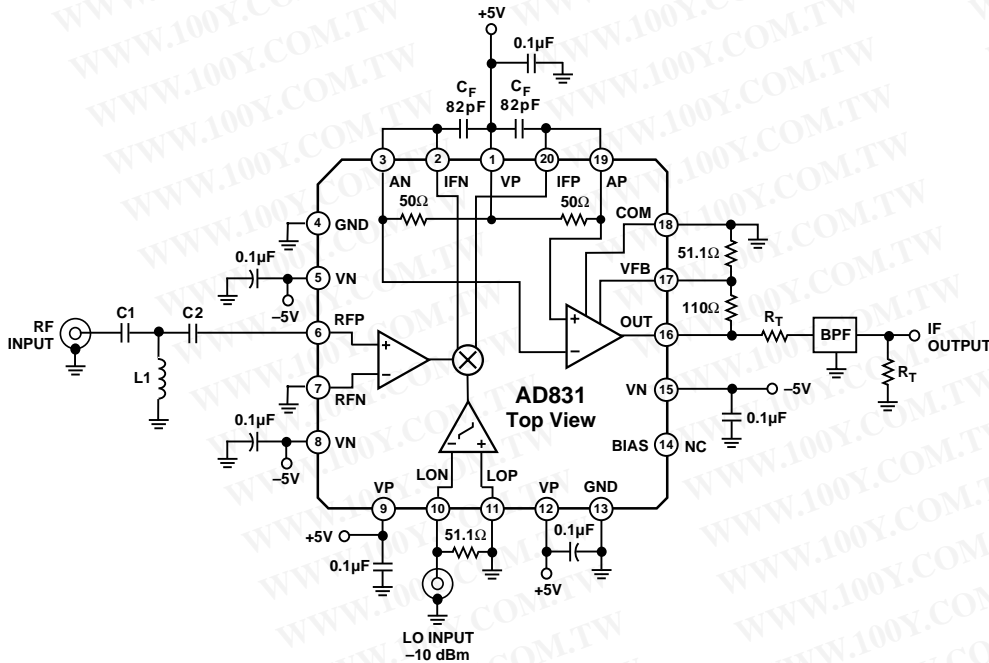 +5V
0.1µF
CF
82pF
CF
82pF
3
2
1
20
19
AN
IFN
VP
IFP
AP
50Ω
50Ω
4
GND
COM
18
51.1Ω
0.1µF
5
VN
–5V
VFB
17
110Ω
RF
INPUT
C1
C2
L1
6
RFP
+
–
7
RFN
+
–
OUT
16
RT
BPF
IF
OUTPUT
RT
AD831
Top View
VN
15
–5V
0.1µF
0.1µF
8
VN
–5V
BIAS
14
NC
–
+
LON
LOP
VP
VP
GND
9
10
11
12
13
+5V
0.1µF
51.1Ω
0.1µF
+5V
LO INPUT
–10 dBm
WWW.100Y.COM.TW